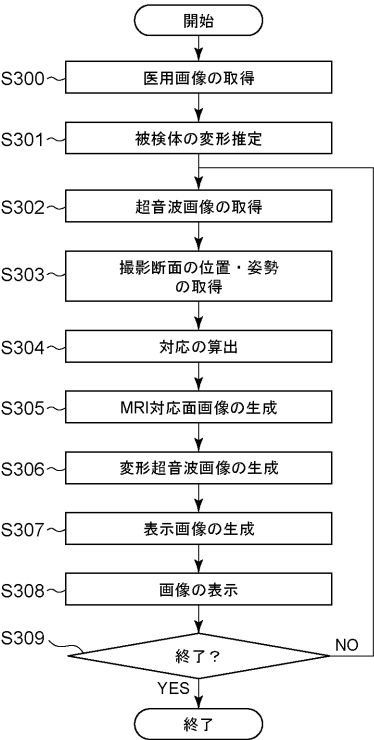 開始
S300
医用画像の取得
S301
被検体の変形推定
S302
超音波画像の取得
S303
撮影断面の位置・姿勢
の取得
S304
対応の算出
S305
MRI対応面画像の生成
S306
変形超音波画像の生成
S307
表示画像の生成
S308
画像の表示
S309
終了？
NO
YES
終了